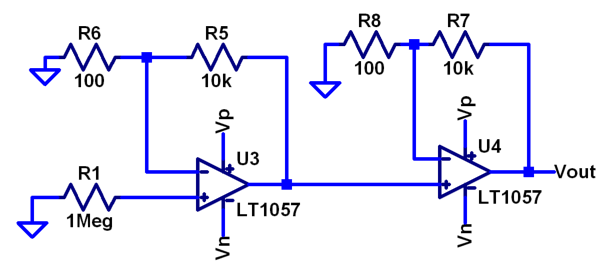 R6 R5 R8 R7
100 10k 100 10k
Vp Vp
U3 U4
R1
1Meg LT1057 LT1057 Vout
Vn Vn